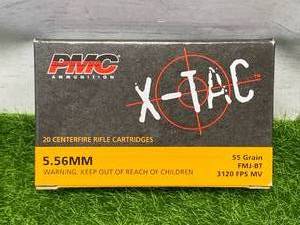 PMC
AMMUNITION
X-TAC
20 CENTERFIRE RIFLE CARTRIDGES
5.56MM
WARNING: KEEP OUT OF REACH OF CHILDREN
55 Grain
FMJ-BT
3120 FPS MV